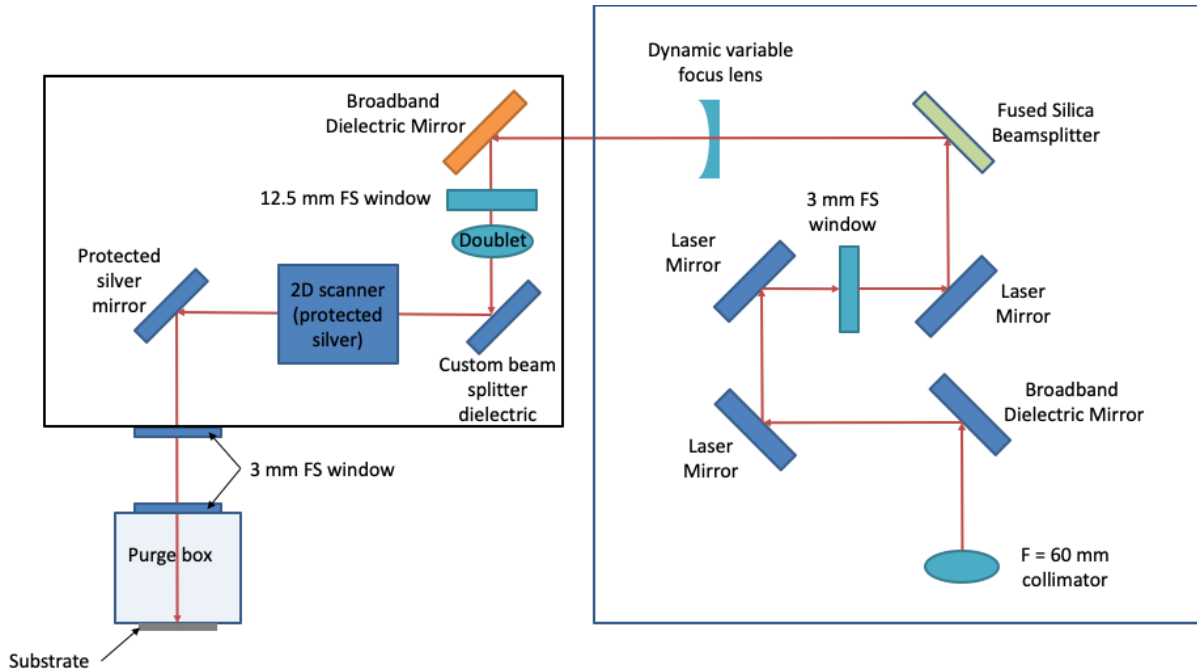 Dynamic variable
focus lens
Broadband
Dielectric Mirror
Fused Silica
Beamsplitter
12.5 mm FS window
3 mm FS
window
Doublet
Laser
Mirror
Protected
silver
mirror
2D scanner
(protected
silver)
Laser
Mirror
Custom beam
splitter
dielectric
Broadband
Dielectric Mirror
Laser
Mirror
3 mm FS window
Purge box
F = 60 mm
collimator
Substrate